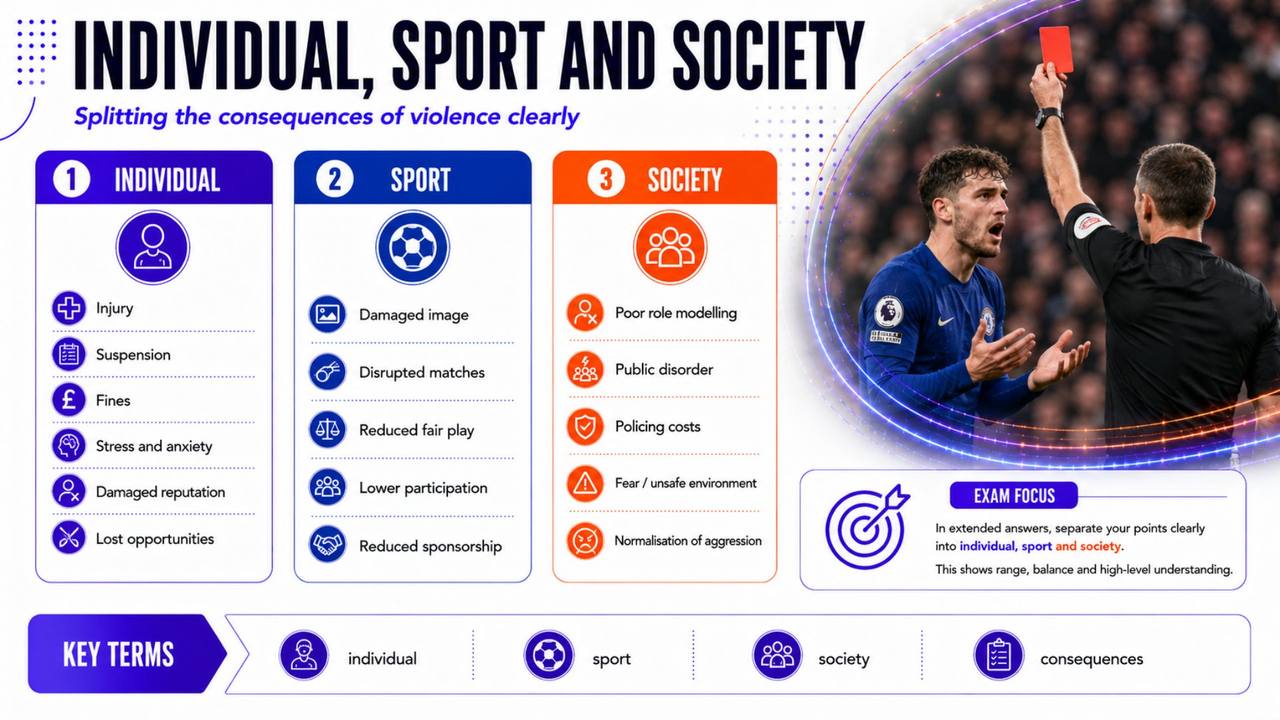 INDIVIDUAL, SPORT AND SOCIETY
Splitting the consequences of violence clearly
1 INDIVIDUAL
Injury
Suspension
£
Fines
Stress and anxiety
Damaged reputation
Lost opportunities
2 SPORT
Damaged image
Disrupted matches
Reduced fair play
Lower participation
Reduced sponsorship
3 SOCIETY
Poor role modelling
Public disorder
Policing costs
Fear / unsafe environment
Normalisation of aggression
EXAM FOCUS
In extended answers, separate your points clearly
into individual, sport and society.
This shows range, balance and high-level understanding.
KEY TERMS
individual
sport
society
consequences